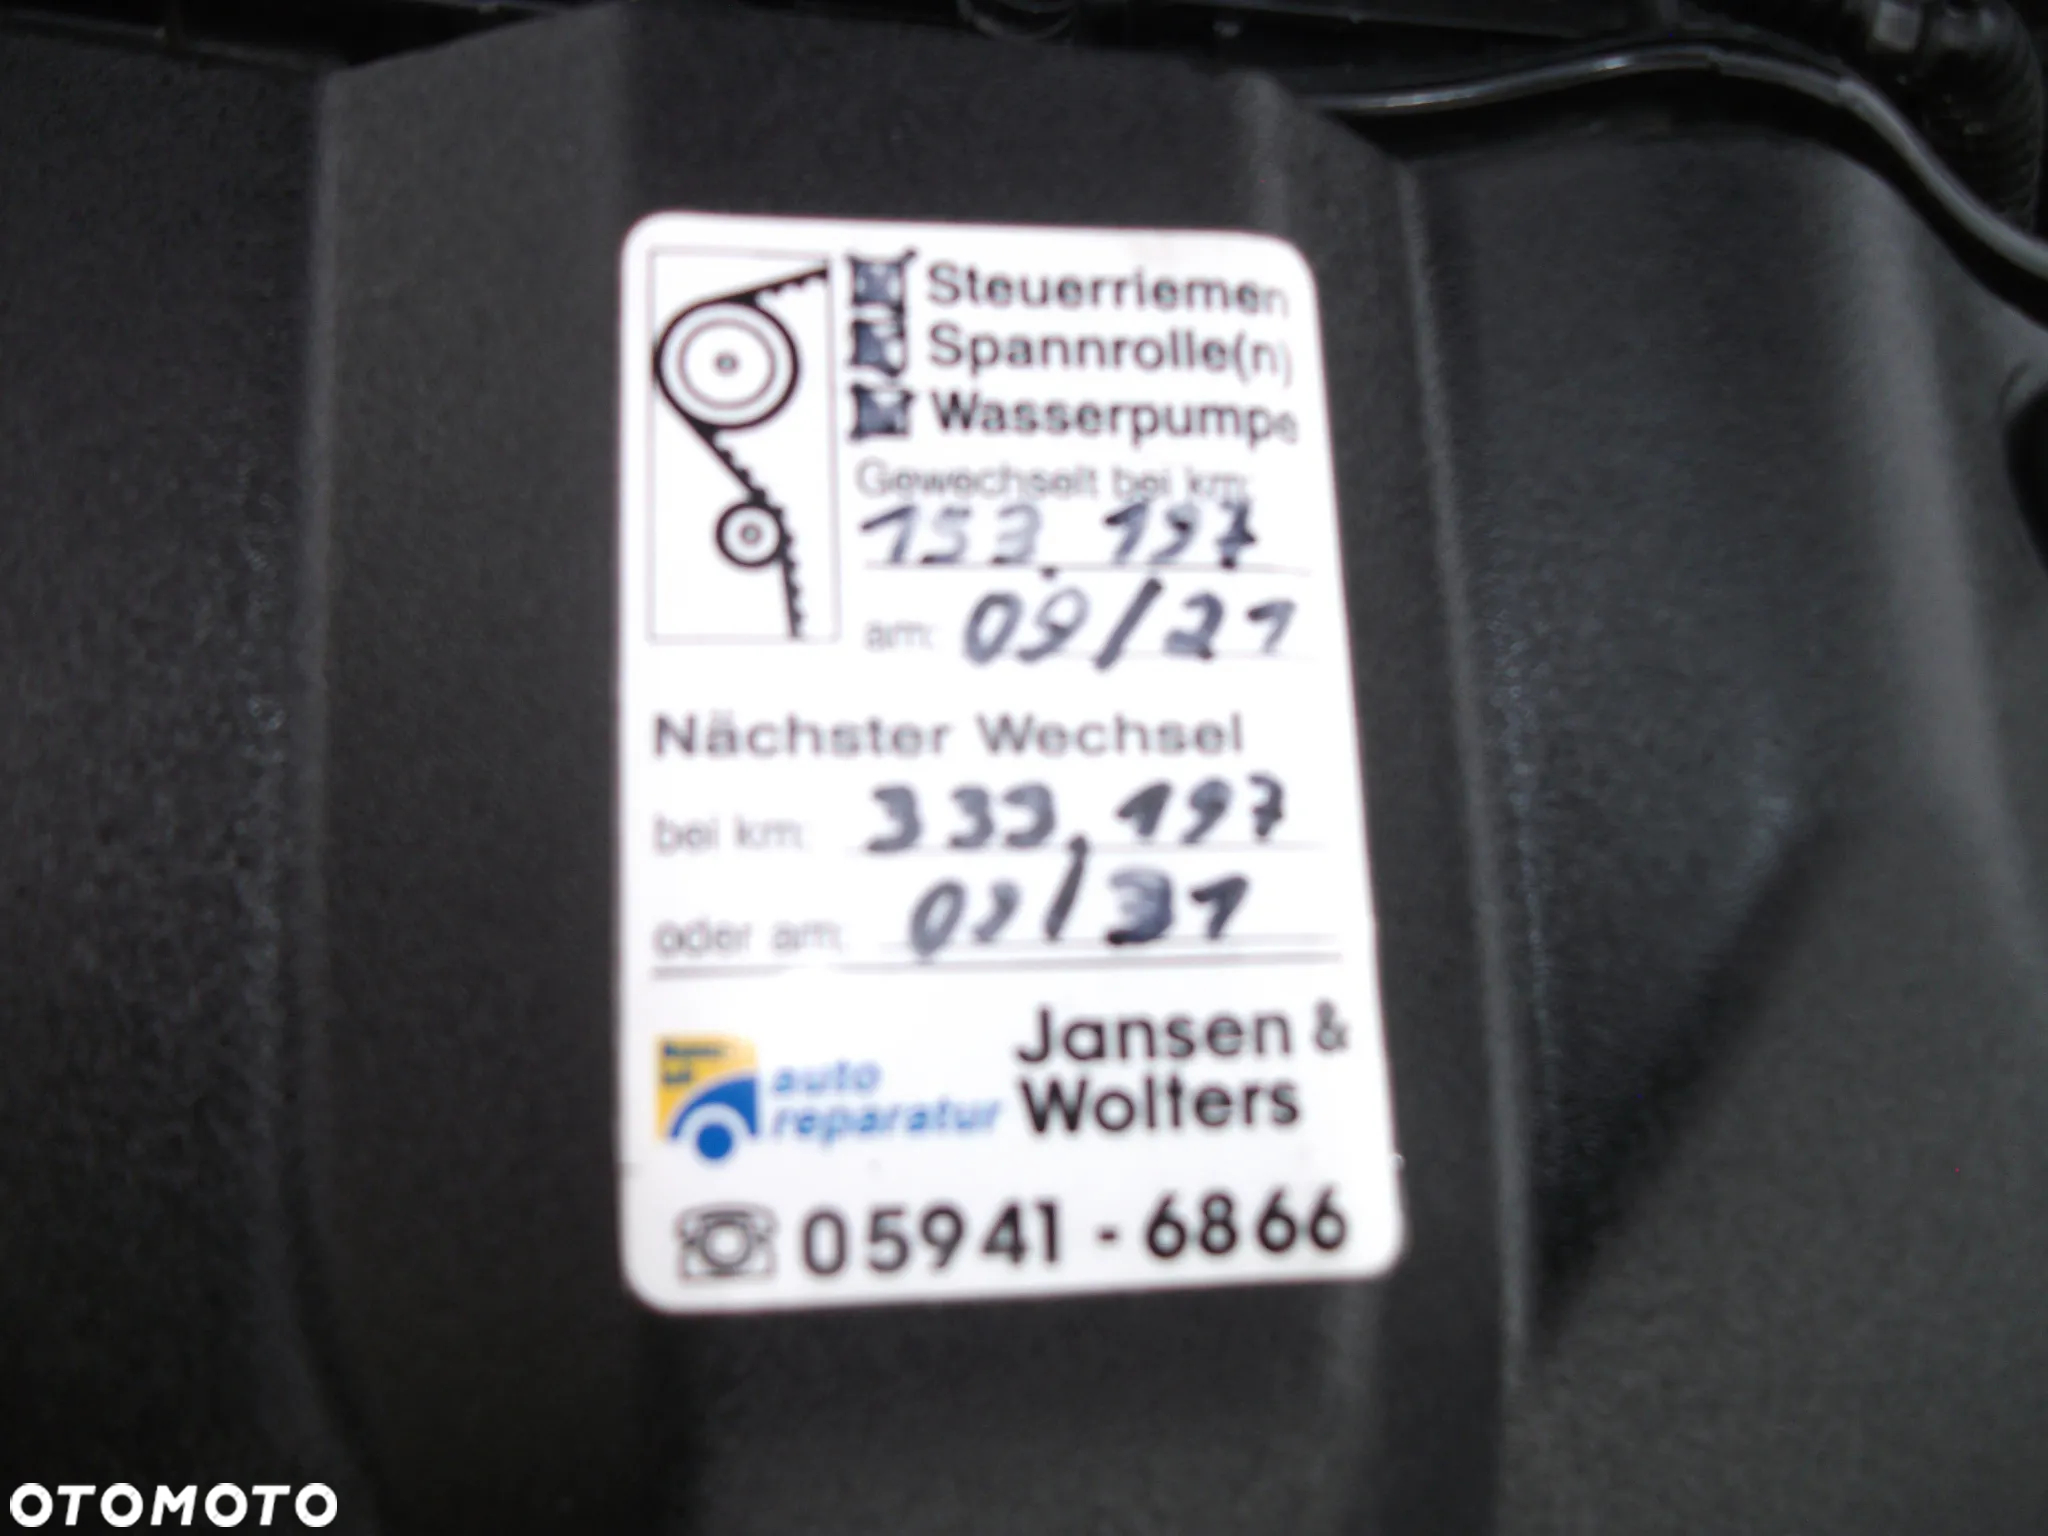 Steuerriemen
Spannrolle(n)
Wasserpumpe
Gewechselt bei km:
153.197
am: 09/21
Nächster Wechsel
bei km: 333.197
oder am: 09/31
auto
reparatur
Jansen &
Wolters
05941 - 6866
OTOMOTO